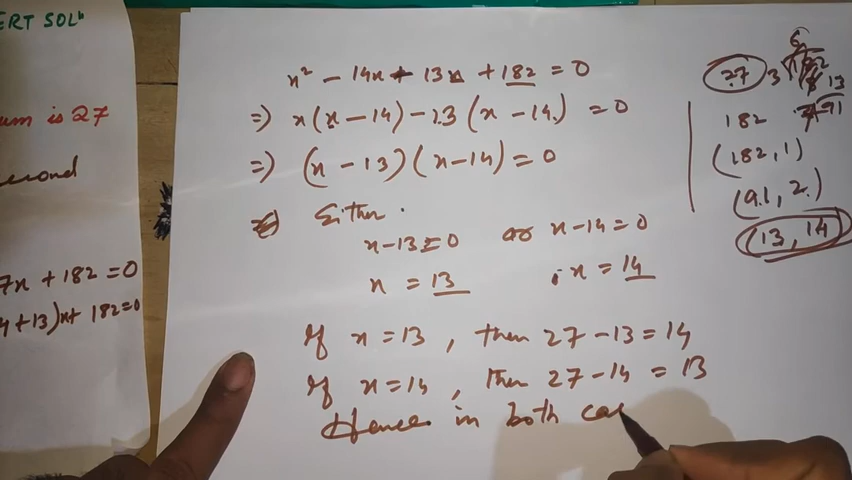 ERT SOL"
um is 27
second
7x + 182 = 0
4 + 13)x + 182 = 0
x² - 14x - 13x + 182 = 0
=) x(x - 14) - 13(x - 14) = 0
=) (x - 13)(x - 14) = 0
Either
x - 13 = 0 or x - 14 = 0
x = 13 x = 14
If x = 13, then 27 - 13 = 14
If x = 14, then 27 - 14 = 13
Hence in both cas
27
182
(182, 1)
(91, 2)
(13, 14)